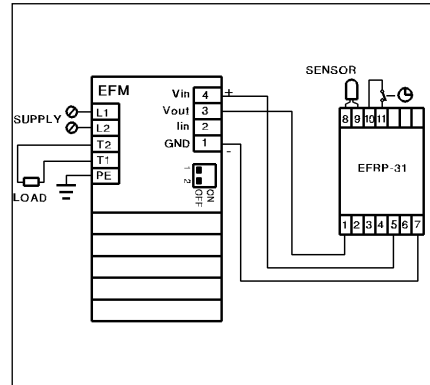 EFM
SUPPLY
L1
L2
T2
T1
PE
LOAD
Vin 4 +
Vout 3
Iin 2
GND 1 -
1 2
ON
OFF
SENSOR
8 9 10 11
EFRP-31
1 2 3 4 5 6 7